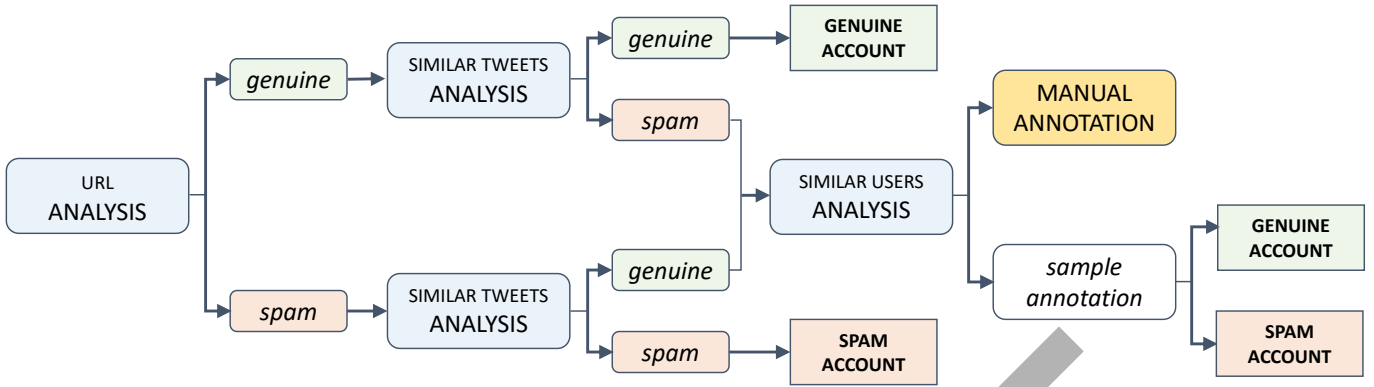 URL
ANALYSIS
genuine
spam
SIMILAR TWEETS
ANALYSIS
SIMILAR TWEETS
ANALYSIS
genuine
spam
genuine
spam
GENUINE
ACCOUNT
SIMILAR USERS
ANALYSIS
SPAM
ACCOUNT
MANUAL
ANNOTATION
sample
annotation
GENUINE
ACCOUNT
SPAM
ACCOUNT